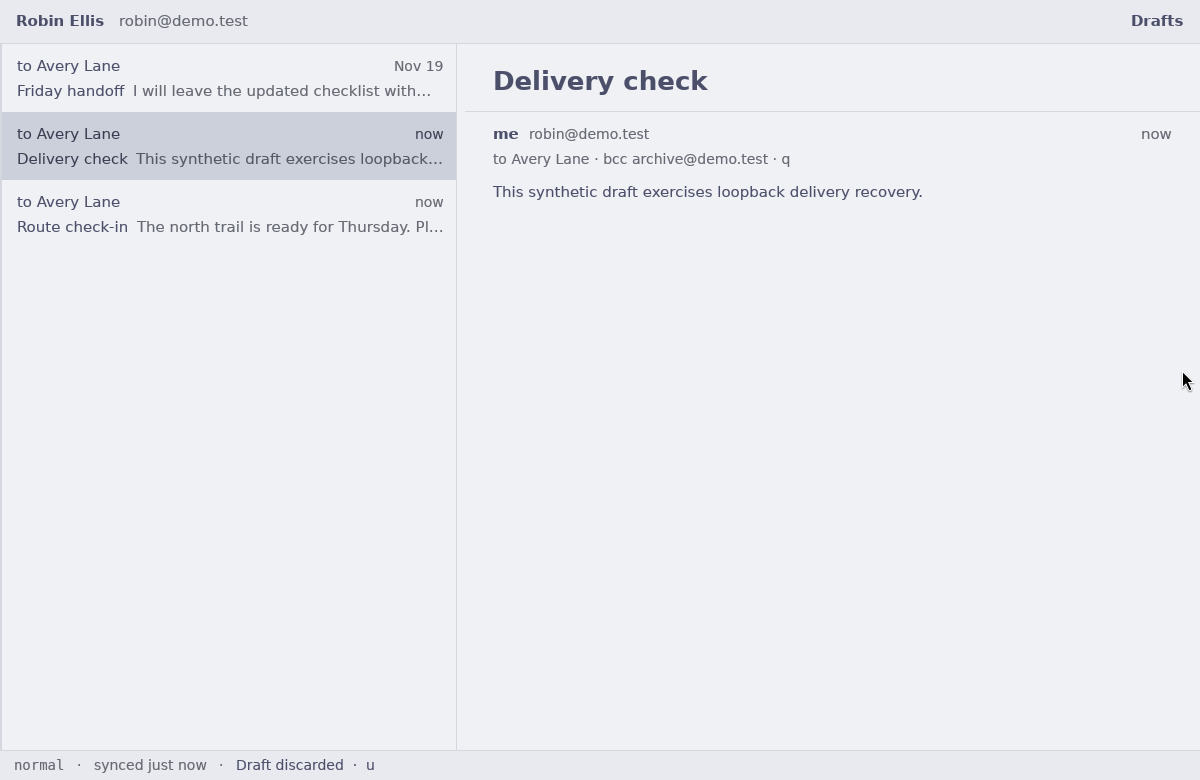 Robin Ellis robin@demo.test Drafts
to Avery Lane Nov 19
Friday handoff I will leave the updated checklist with…
to Avery Lane now
Delivery check This synthetic draft exercises loopback…
to Avery Lane now
Route check-in The north trail is ready for Thursday. Pl…
Delivery check
me robin@demo.test now
to Avery Lane · bcc archive@demo.test · q
This synthetic draft exercises loopback delivery recovery.
normal · synced just now · Draft discarded · u